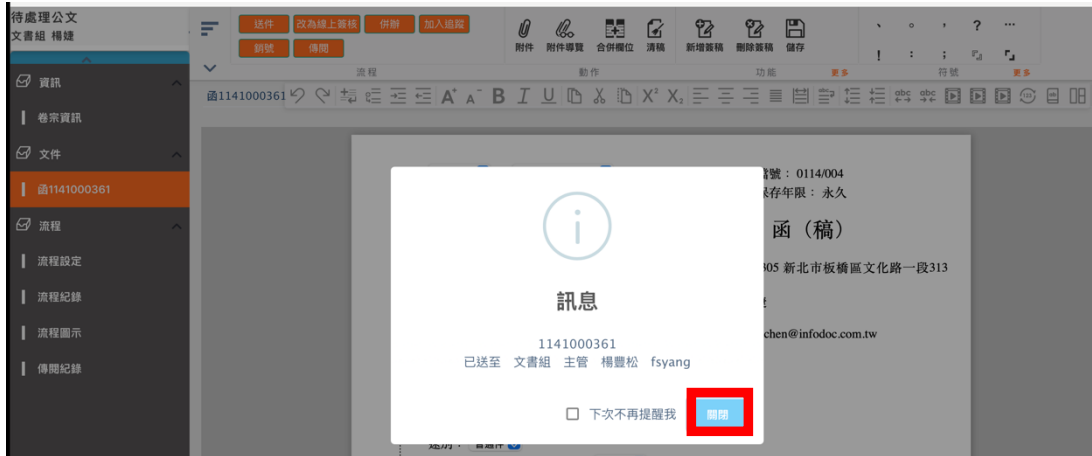 待處理公文
文書組 楊婕
資訊
卷宗資訊
文件
函1141000361
流程
流程設定
流程紀錄
流程圖示
傳閱紀錄
送件 改為線上簽核 併辦 加入追蹤
銷號 傳閱
流程
附件 附件導覽 合併欄位 清稿
動作
新增簽稿 刪除簽稿 儲存
功能 更多
、 。 , ? …
! : ;
符號 更多
函1141000361
檔號： 0114/004
保存年限： 永久
函（稿）
305 新北市板橋區文化路一段313
chen@infodoc.com.tw
訊息
1141000361
已送至 文書組 主管 楊豐松 fsyang
下次不再提醒我 關閉
速別： 普通件